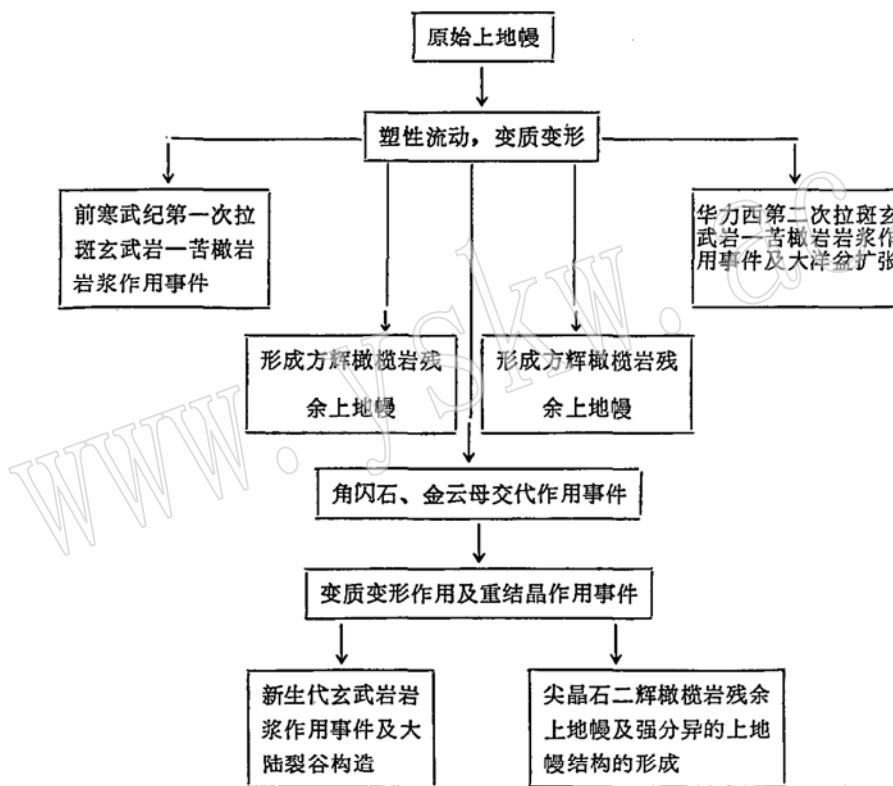 原始上地幔
塑性流动，变质变形
前寒武纪第一次拉
斑玄武岩一苦橄岩
岩浆作用事件
华力西第二次拉斑玄
武岩一苦橄岩岩浆作
用事件及大洋盆扩张
形成方辉橄榄岩残
余上地幔
形成方辉橄榄岩残
余上地幔
角闪石、金云母交代作用事件
变质变形作用及重结晶作用事件
新生代玄武岩岩
浆作用事件及大
陆裂谷构造
尖晶石二辉橄榄岩残余
上地幔及强分异的上地
幔结构的形成
www.yskw.ac